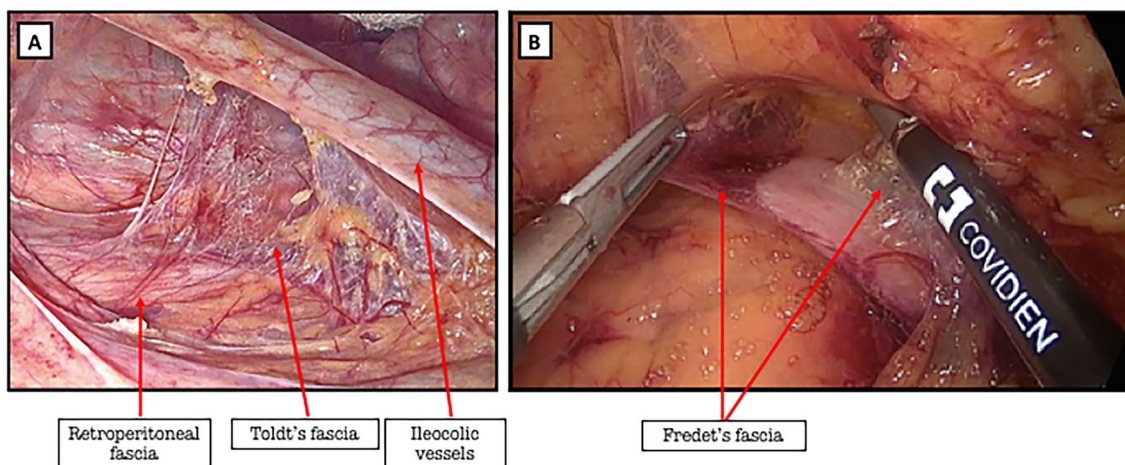 A
B
COVIDIEN
Retroperitoneal
fascia
Toldt's fascia
Ileocolic
vessels
Fredet's fascia